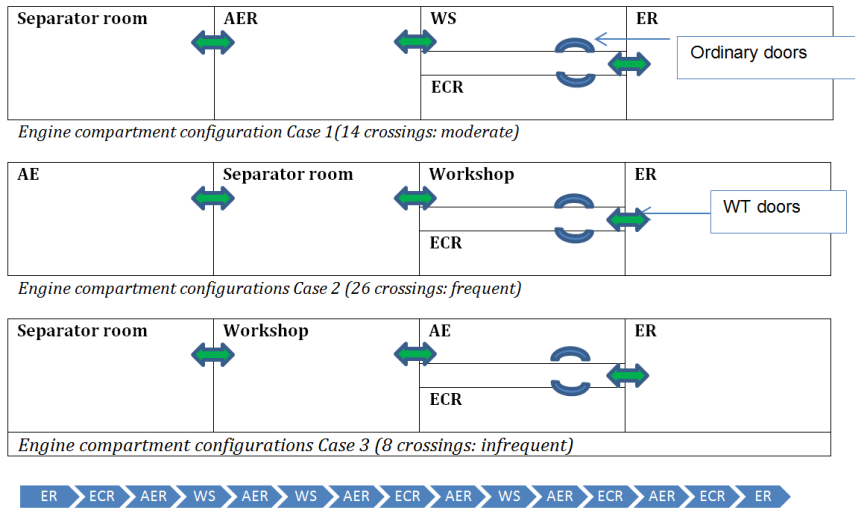 Separator room AER WS ER
Ordinary doors
ECR
Engine compartment configuration Case 1(14 crossings: moderate)
AE Separator room Workshop ER
WT doors
ECR
Engine compartment configurations Case 2 (26 crossings: frequent)
Separator room Workshop AE ER
ECR
Engine compartment configurations Case 3 (8 crossings: infrequent)
ER ECR AER WS AER WS AER ECR AER WS AER ECR AER ECR ER